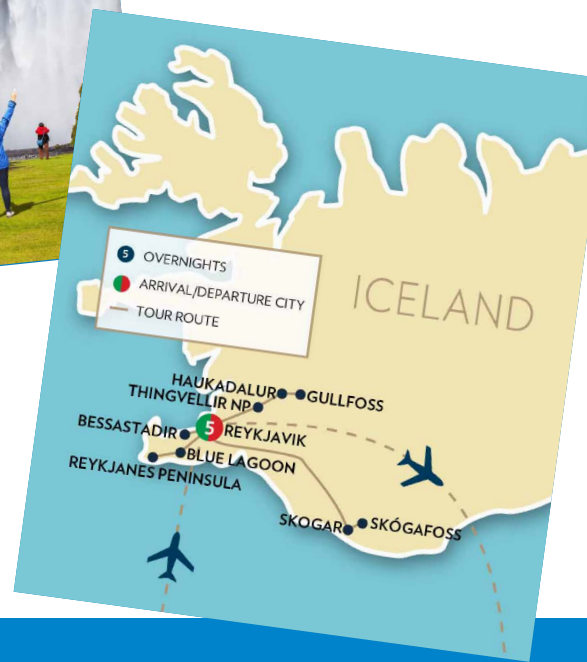 ICELAND
5 OVERNIGHTS
ARRIVAL/DEPARTURE CITY
TOUR ROUTE
HAUKADALUR
GULLFOSS
THINGVELLIR NP
BESSASTADIR
5
REYKJAVIK
BLUE LAGOON
REYKJANES PENINSULA
SKOGAR
SKÓGAFOSS